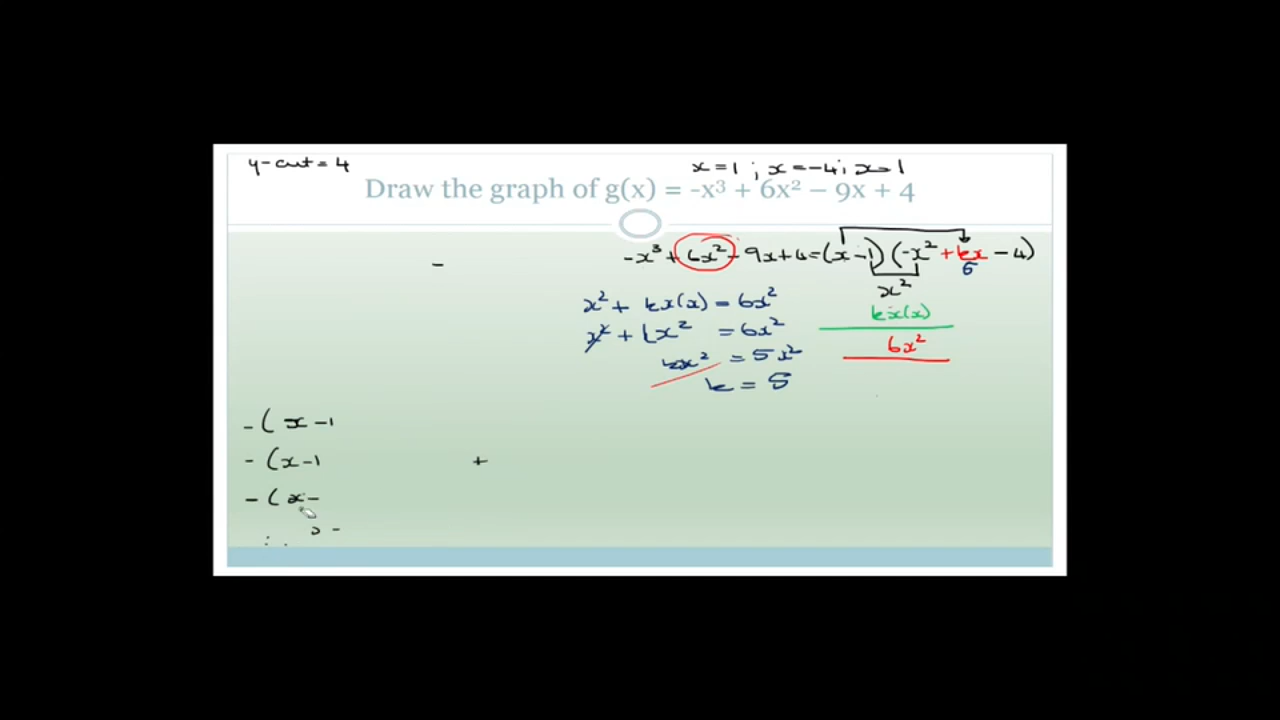 y-cut = 4
x = 1 ; x = -4 ; x = 1
Draw the graph of g(x) = -x³ + 6x² − 9x + 4
-x³ + 6x² - 9x + 4 = (x - 1)(-x² + kx - 4)
5
x²
x² + kx(x) = 6x²
kx(x)
x² + kx² = 6x²
6x²
kx² = 5x²
k = 5
-
- (x - 1
- (x - 1
+
- (x -